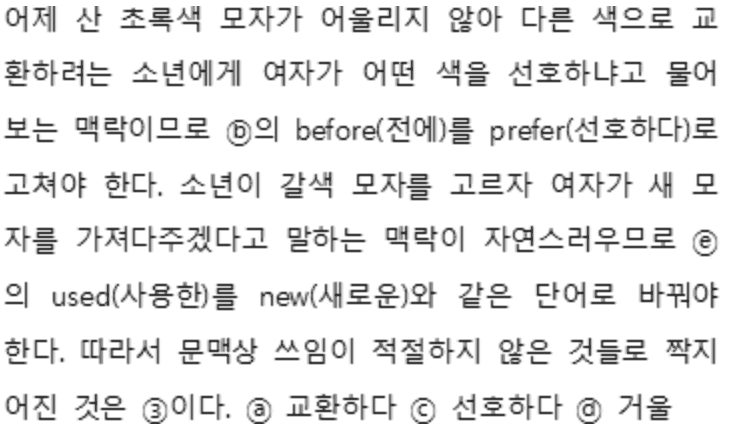 어제 산 초록색 모자가 어울리지 않아 다른 색으로 교
환하려는 소년에게 여자가 어떤 색을 선호하냐고 물어
보는 맥락이므로 ⓑ의 before(전에)를 prefer(선호하다)로
고쳐야 한다. 소년이 갈색 모자를 고르자 여자가 새 모
자를 가져다주겠다고 말하는 맥락이 자연스러우므로 ⓔ
의 used(사용한)를 new(새로운)와 같은 단어로 바꿔야
한다. 따라서 문맥상 쓰임이 적절하지 않은 것들로 짝지
어진 것은 ③이다. ⓐ 교환하다 ⓒ 선호하다 ⓓ 거울